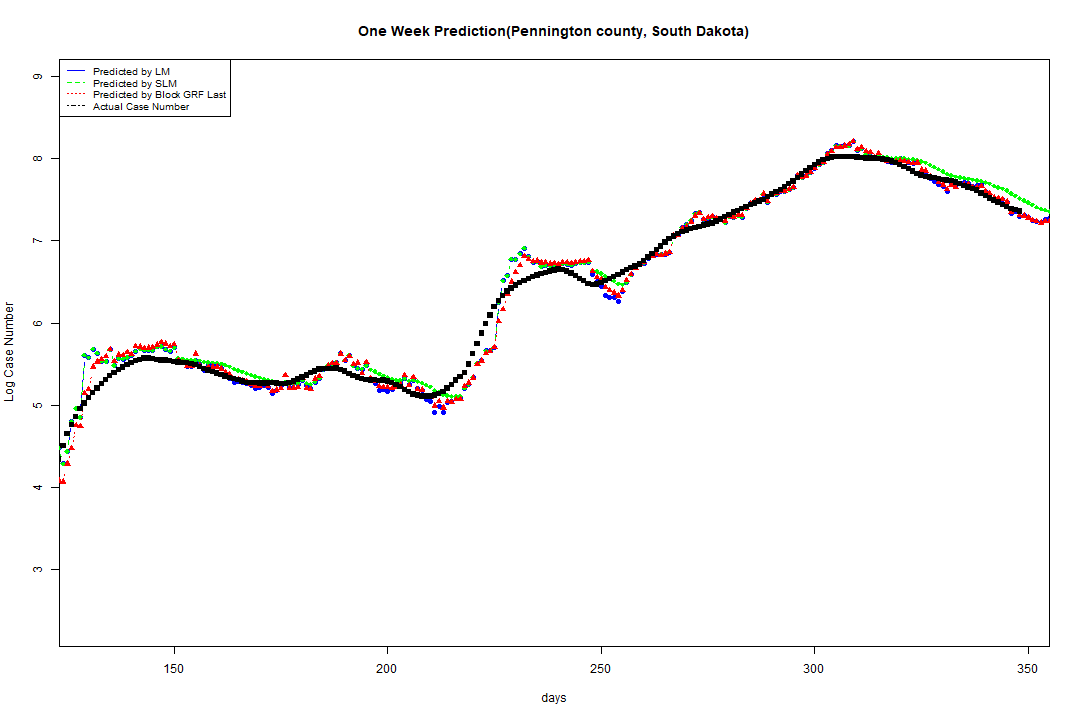 One Week Prediction(Pennington county, South Dakota)
Predicted by LM
Predicted by SLM
Predicted by Block GRF Last
Actual Case Number
9
8
7
6
5
4
3
Log Case Number
150
200
250
300
350
days